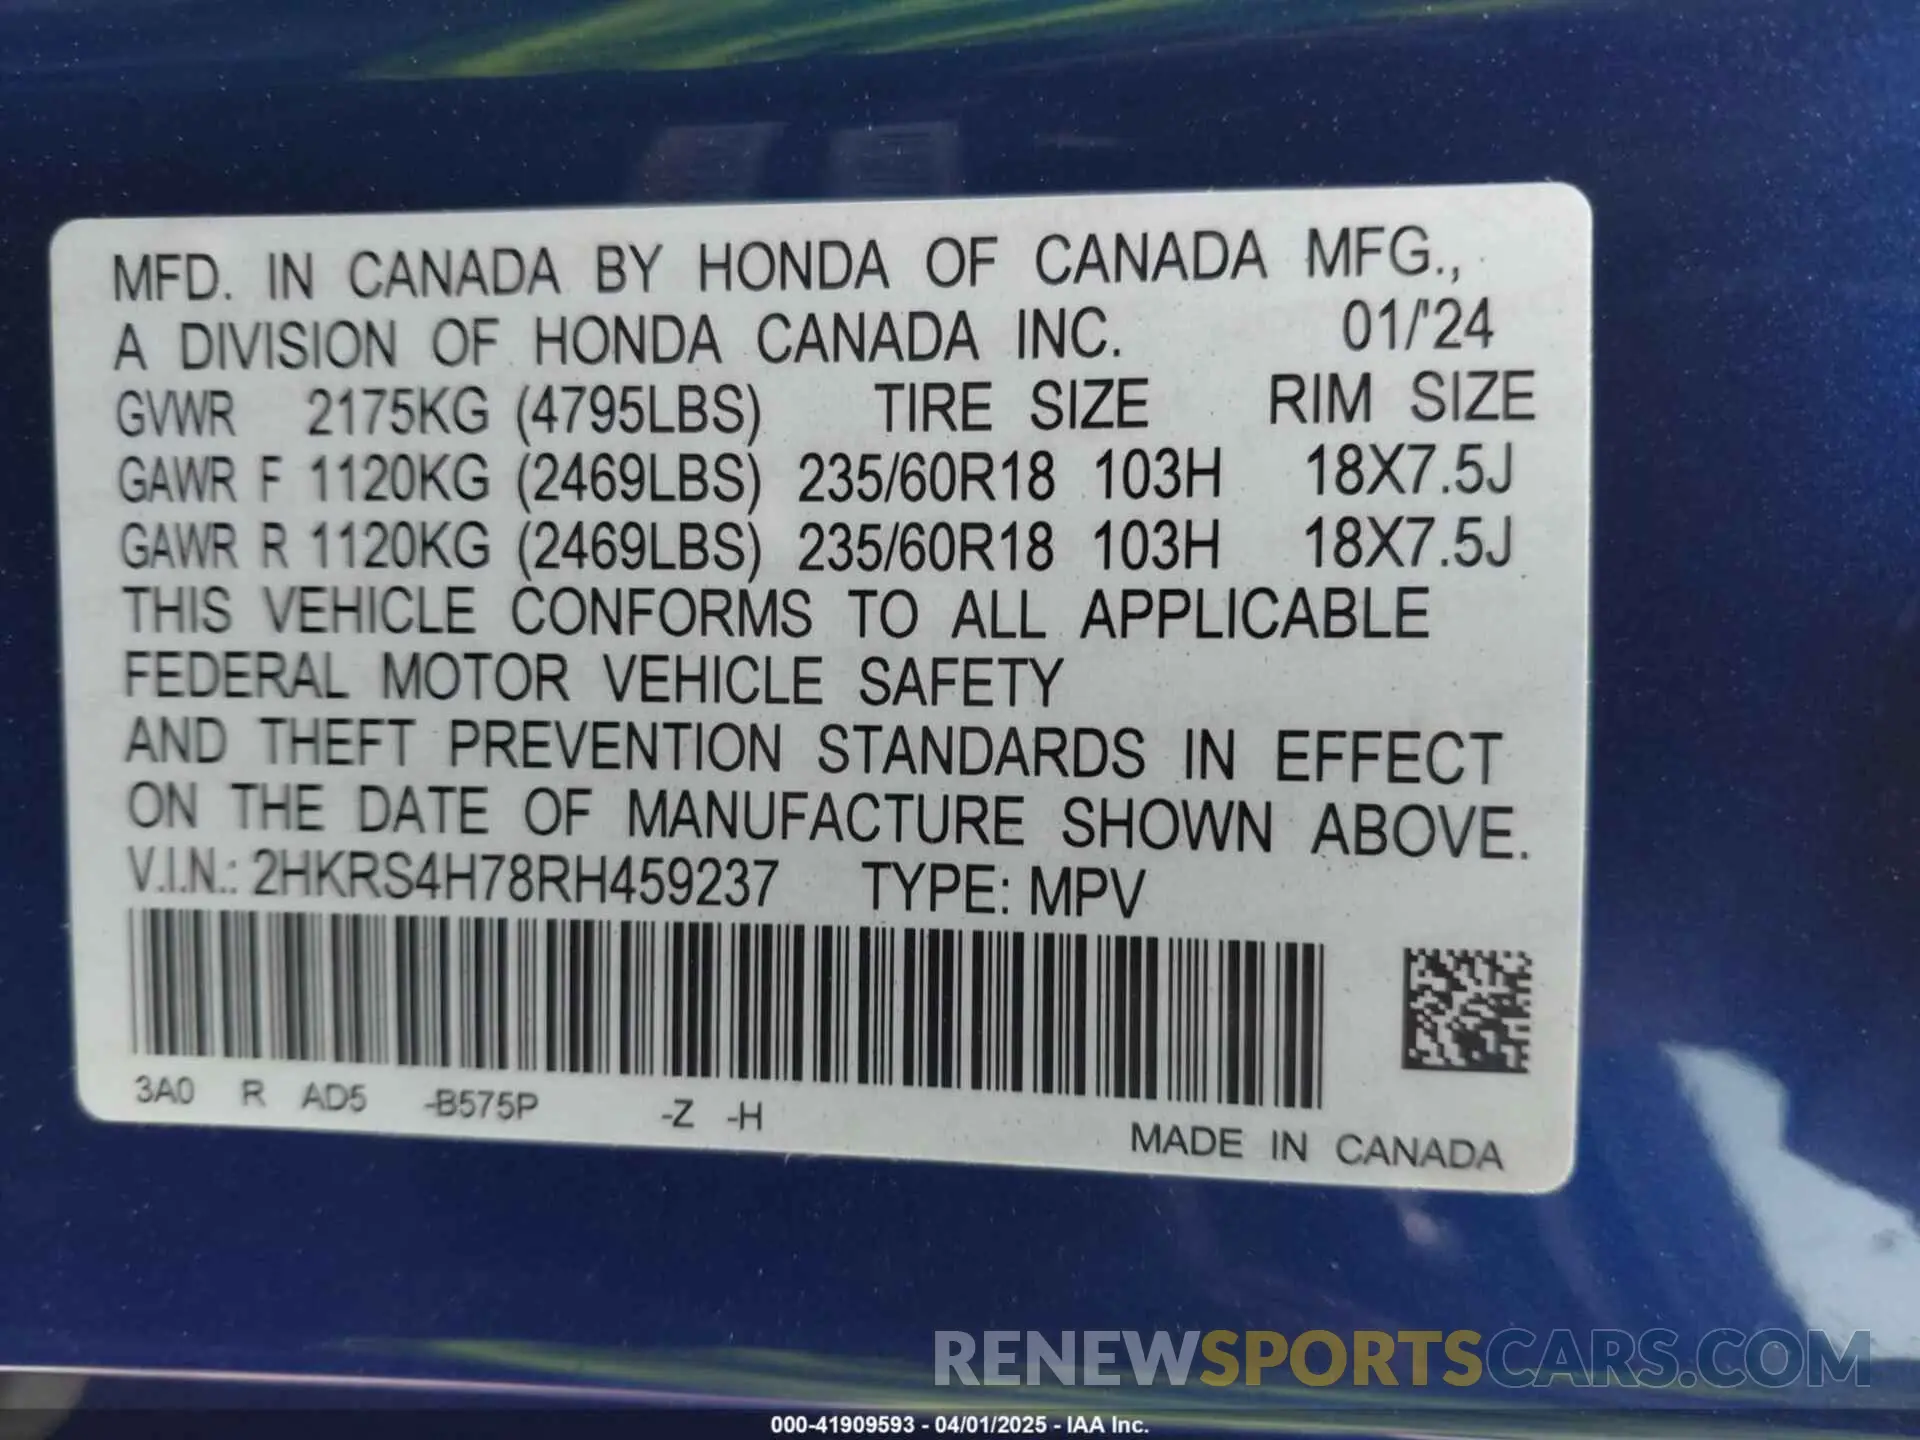 MFD. IN CANADA BY HONDA OF CANADA MFG.,
A DIVISION OF HONDA CANADA INC. 01/'24
GVWR 2175KG (4795LBS) TIRE SIZE RIM SIZE
GAWR F 1120KG (2469LBS) 235/60R18 103H 18X7.5J
GAWR R 1120KG (2469LBS) 235/60R18 103H 18X7.5J
THIS VEHICLE CONFORMS TO ALL APPLICABLE
FEDERAL MOTOR VEHICLE SAFETY
AND THEFT PREVENTION STANDARDS IN EFFECT
ON THE DATE OF MANUFACTURE SHOWN ABOVE.
V.I.N.: 2HKRS4H78RH459237 TYPE: MPV
3A0 R AD5 -B575P -Z -H
MADE IN CANADA
RENEWSPORTSCARS.COM
000-41909593 - 04/01/2025 - IAA Inc.